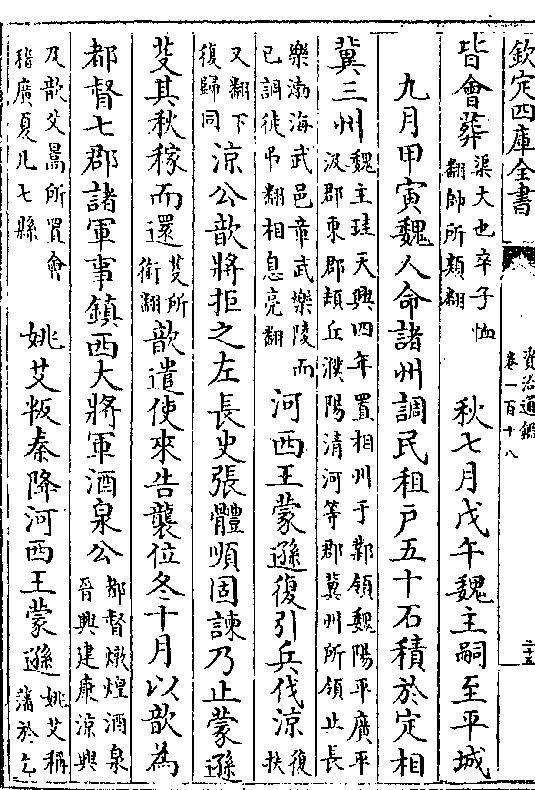 欽定四庫全書 資治通鑑 卷一百十八 二十五
皆會葬渠大也卒子恤翻帥所類翻 秋七月戊午魏主嗣至平城
九月甲寅魏人命諸州調民租戸五十石積於定相
冀三州魏主珪天興四年置相州于鄴領魏陽平廣平汲郡東郡頓丘濮陽清河等郡冀州所領止長
樂渤海武邑章武樂陵而已調徒弔翻相息亮翻 河西王蒙遜復引兵伐涼復扶
又翻下復歸同涼公歆將拒之左長史張體順固諫乃止蒙遜
芟其秋稼而還芟所銜翻歆遣使來告襲位冬十月以歆為
都督七郡諸軍事鎮西大將軍酒泉公都督燉煌酒泉晉興建康涼興
及歆父暠所置會稽廣夏凡七縣 姚艾叛秦降河西王蒙遜姚艾稱藩於乞